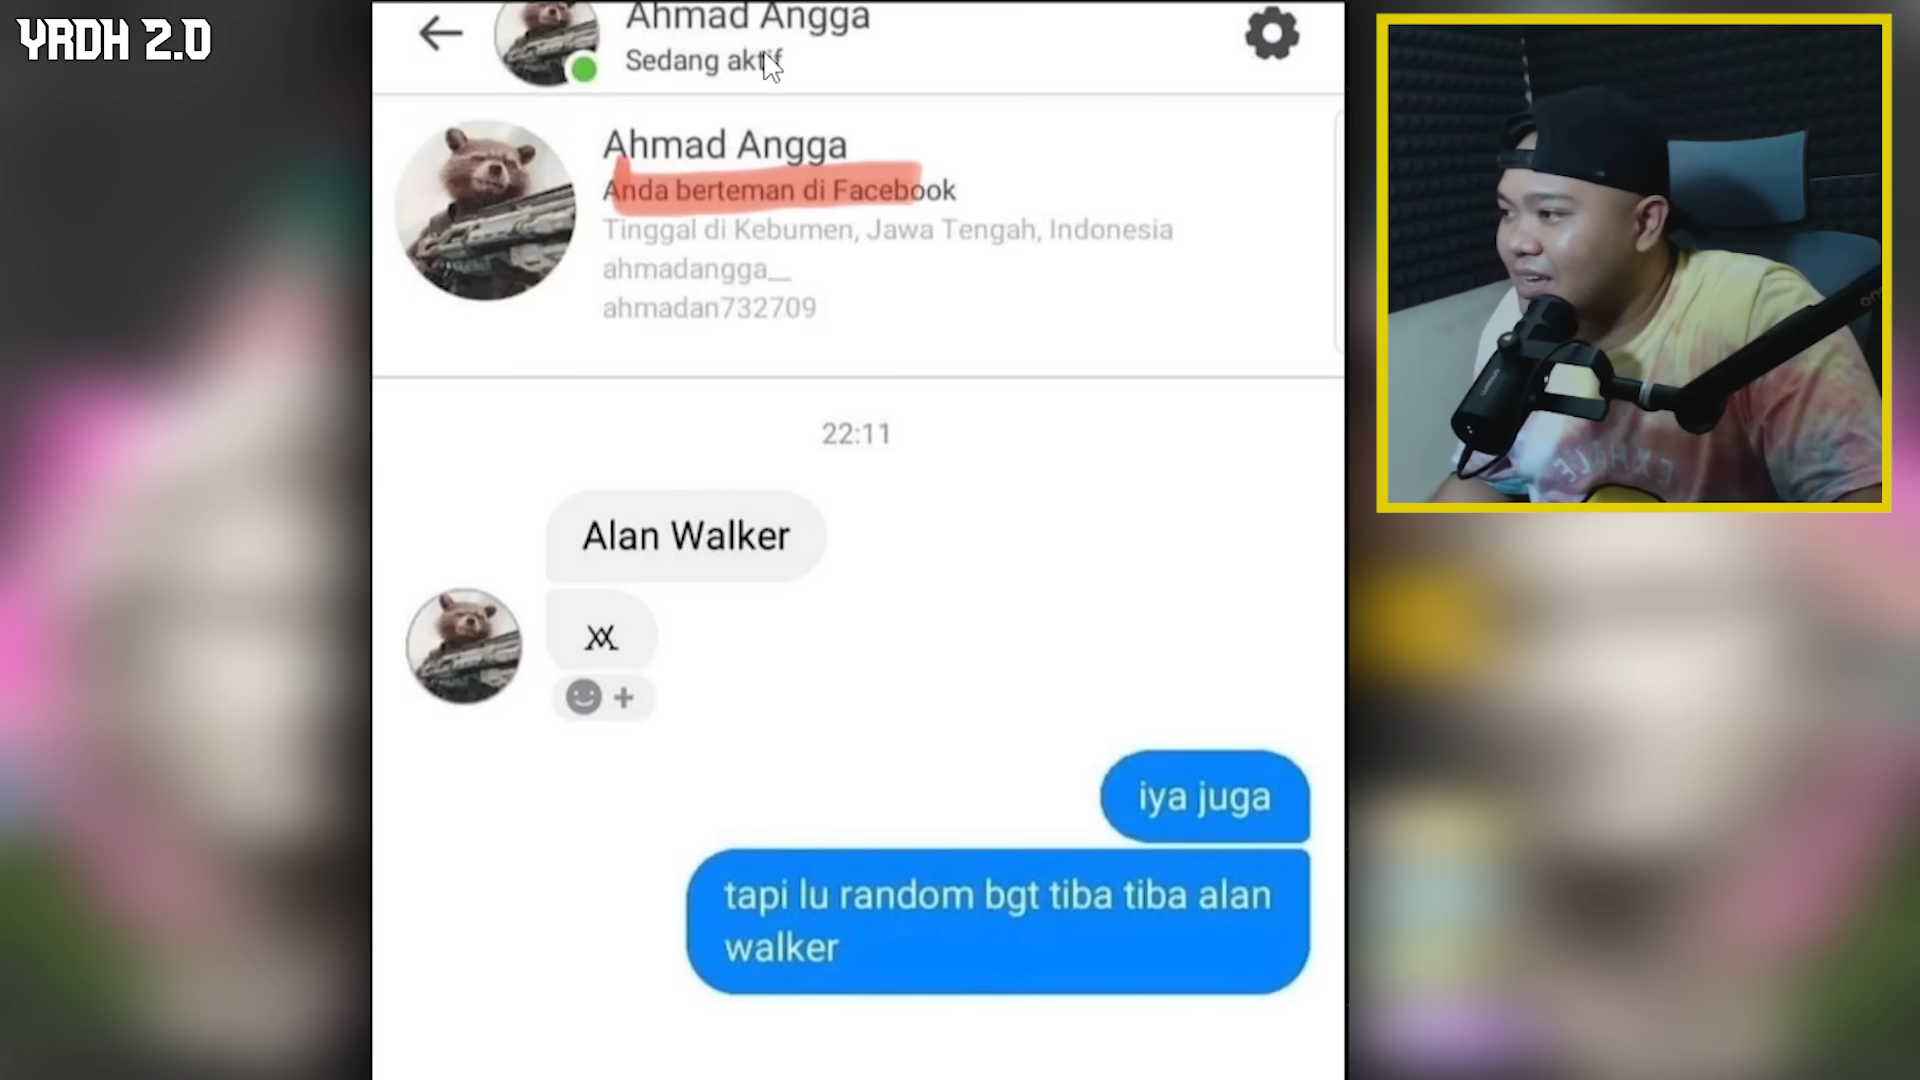 YRDH 2.0
Ahmad Angga
Sedang aktif
Ahmad Angga
Anda berteman di Facebook
Tinggal di Kebumen, Jawa Tengah, Indonesia
ahmadangga__
ahmadan732709
22:11
Alan Walker
iya juga
tapi lu random bgt tiba tiba alan
walker